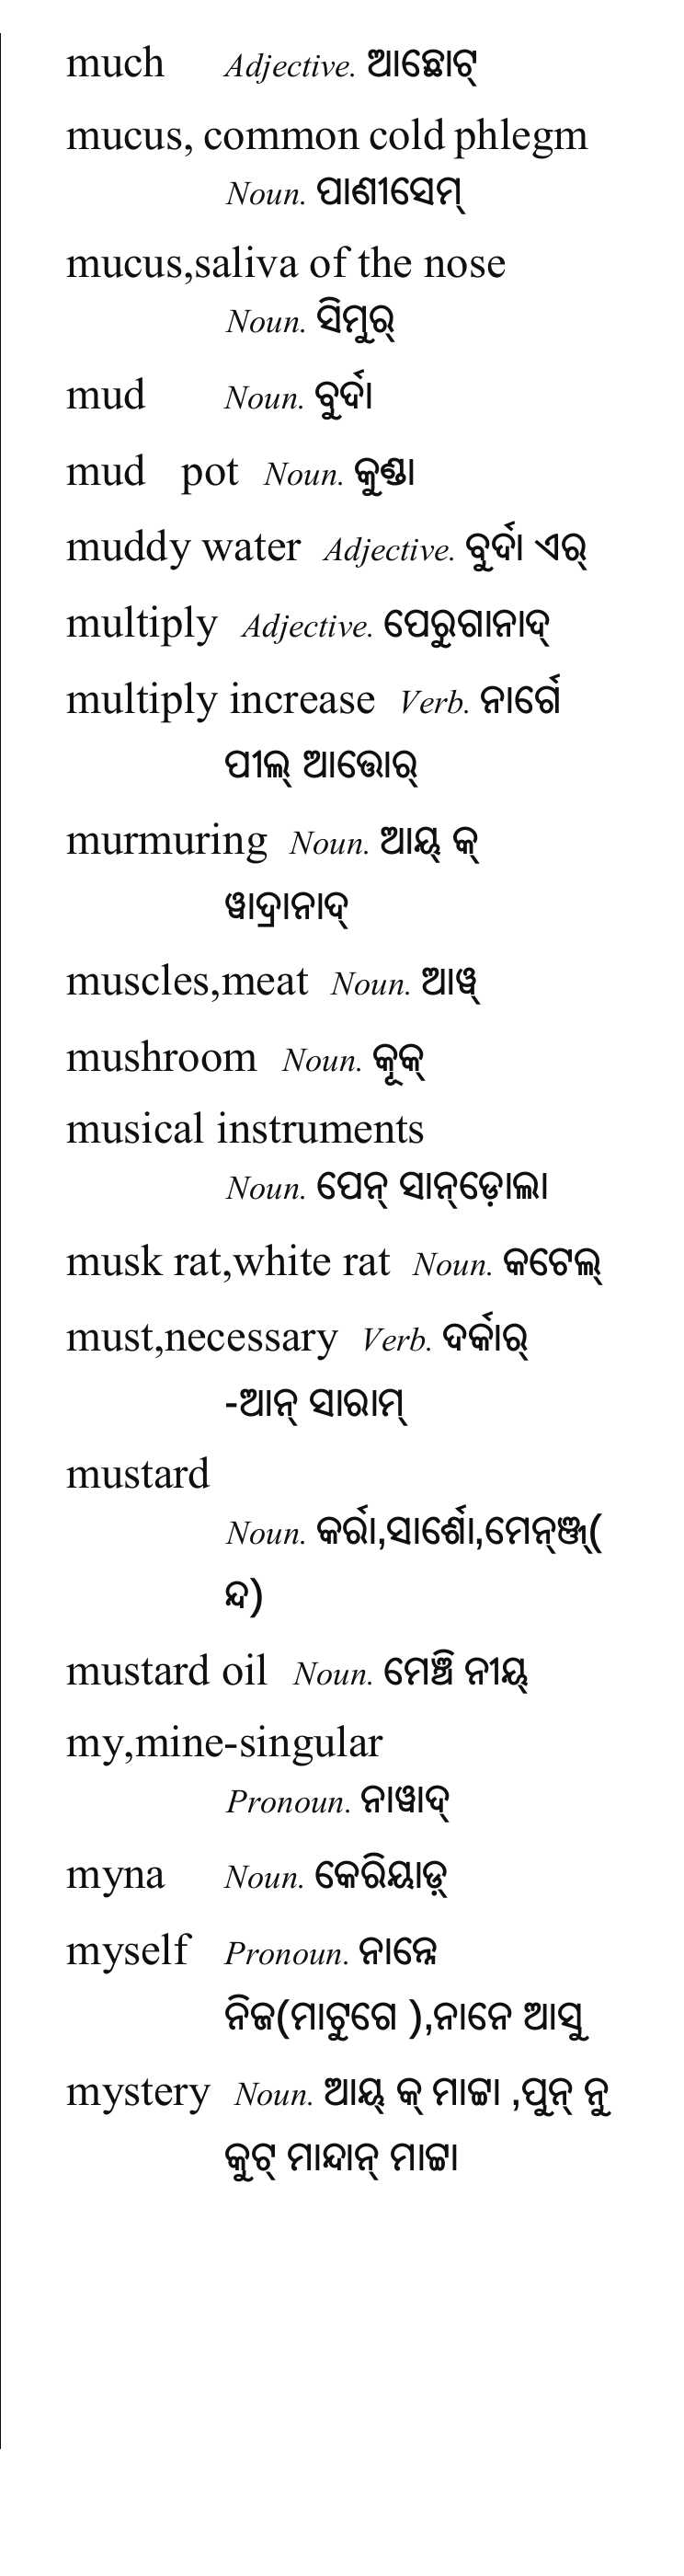 much Adjective. ଆଛୋଟ୍
mucus, common cold phlegm
Noun. ପାଣୀସେମ୍
mucus,saliva of the nose
Noun. ସିମୁର୍
mud Noun. ବୁର୍ଦା
mud pot Noun. କୁଣ୍ଡା
muddy water Adjective. ବୁର୍ଦା ଏର୍
multiply Adjective. ପେରୁଗାନାଦ୍
multiply increase Verb. ନାର୍ଗେ
ପୀଲ୍ ଆତ୍ତୋର୍
murmuring Noun. ଆୟ୍ କ୍
ୱାଦ୍ରାନାଦ୍
muscles,meat Noun. ଆୱ୍
mushroom Noun. କୂକ୍
musical instruments
Noun. ପେନ୍ ସାନ୍ଡ଼ୋଲା
musk rat,white rat Noun. କଟେଲ୍
must,necessary Verb. ଦର୍କାର୍
-ଆନ୍ ସାରାମ୍
mustard
Noun. କର୍ରା,ସାର୍ଶୋ,ମେନ୍ଞ୍ଜ୍(
ନ୍ଦ)
mustard oil Noun. ମେଞ୍ଚି ନୀୟ୍
my,mine-singular
Pronoun. ନାୱାଦ୍
myna Noun. କେରିୟାଡ଼୍
myself Pronoun. ନାନ୍ନେ
ନିଜ(ମାଟୁଗେ ),ନାନେ ଆସୁ
mystery Noun. ଆୟ୍ କ୍ ମାଟ୍ଟା ,ପୁନ୍ ନୁ
କୁଟ୍ ମାନ୍ଦାନ୍ ମାଟ୍ଟା